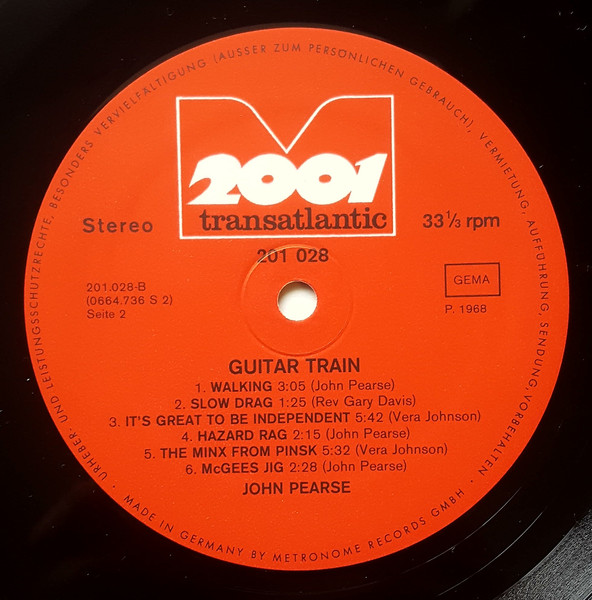 URHEBER- UND LEISTUNGSSCHUTZRECHTE, BESONDERS VERVIELFÄLTIGUNG (AUSSER ZUM PERSÖNLICHEN GEBRAUCH), VERMIETUNG, AUFFÜHRUNG, SENDUNG, VORBEHALTEN ·
2001
transatlantic
Stereo
33⅓ rpm
201 028
201.028-B
(0664.736 S 2)
Seite 2
GEMA
P. 1968
GUITAR TRAIN
1. WALKING 3:05 (John Pearse)
2. SLOW DRAG 1:25 (Rev Gary Davis)
3. IT'S GREAT TO BE INDEPENDENT 5:42 (Vera Johnson)
4. HAZARD RAG 2:15 (John Pearse)
5. THE MINX FROM PINSK 5:32 (Vera Johnson)
6. McGEES JIG 2:28 (John Pearse)
JOHN PEARSE
MADE IN GERMANY BY METRONOME RECORDS GMBH ·